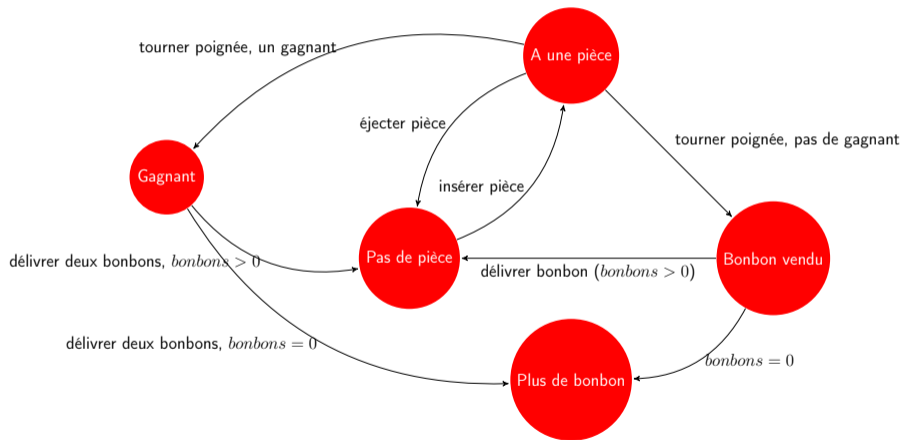 tourner poignée, un gagnant
A une pièce
éjecter pièce
tourner poignée, pas de gagnant
Gagnant
insérer pièce
délivrer deux bonbons, bonbons > 0
Pas de pièce
Bonbon vendu
délivrer bonbon (bonbons > 0)
délivrer deux bonbons, bonbons = 0
bonbons = 0
Plus de bonbon